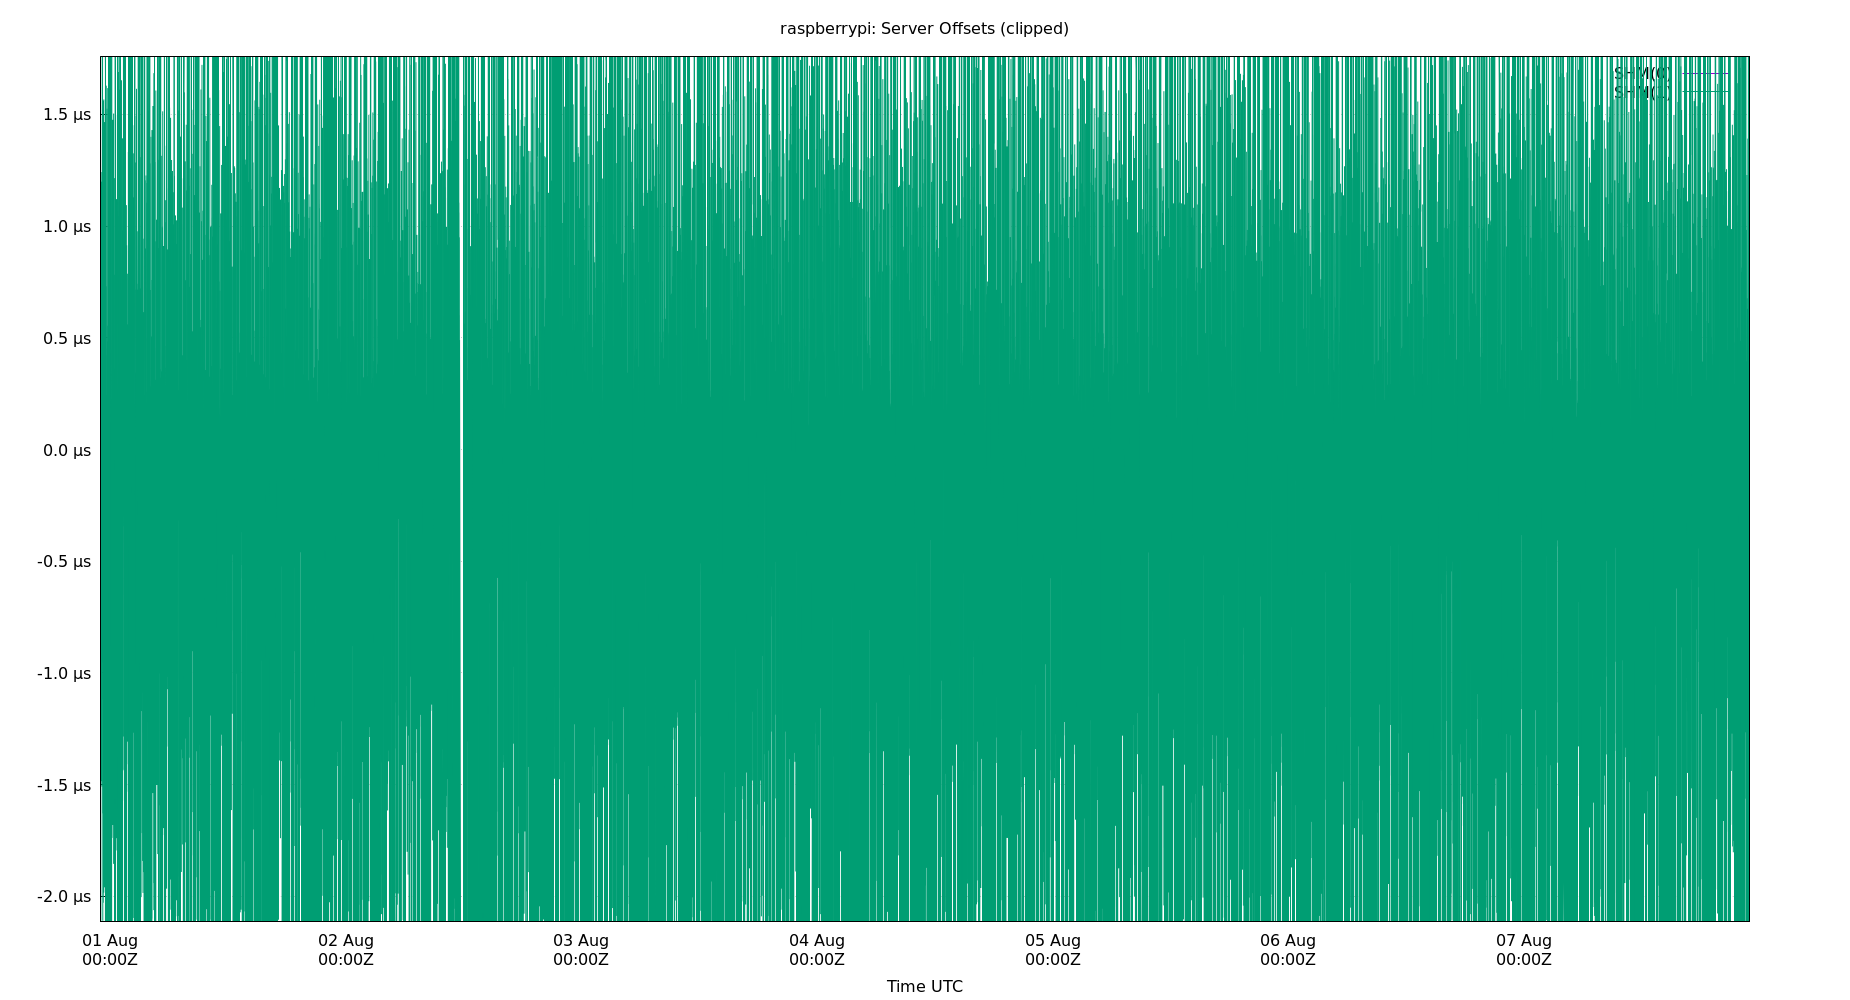 raspberrypi: Server Offsets (clipped)
SHM(0)
1.5 µs
1.0 µs
0.5 µs
0.0 µs
-0.5 µs
-1.0 µs
-1.5 µs
-2.0 µs
01 Aug 02 Aug 03 Aug 04 Aug 05 Aug 06 Aug 07 Aug
00:00Z 00:00Z 00:00Z 00:00Z 00:00Z 00:00Z 00:00Z
Time UTC